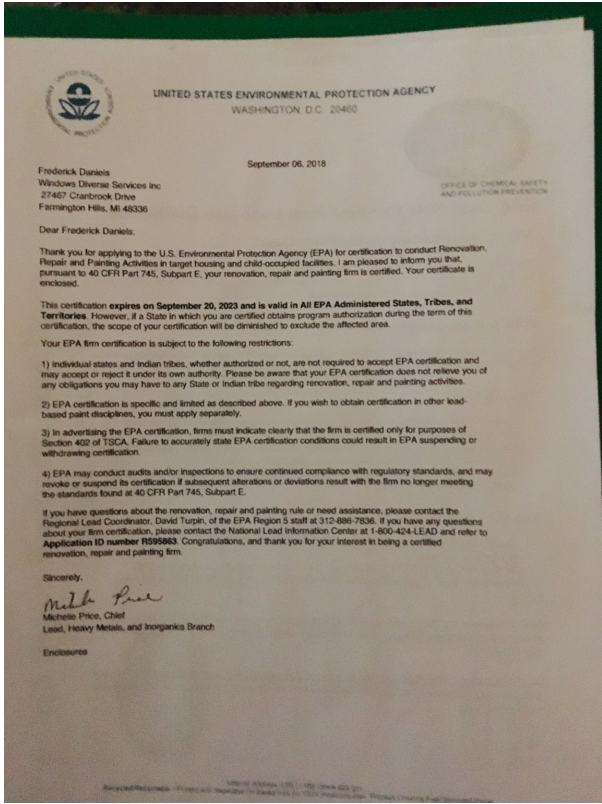 UNITED STATES ENVIRONMENTAL PROTECTION AGENCY
WASHINGTON, D.C. 20460
UNITED STATES
ENVIRONMENTAL PROTECTION AGENCY
September 06, 2018
OFFICE OF CHEMICAL SAFETY
AND POLLUTION PREVENTION
Frederick Daniels
Windows Diverse Services Inc
27467 Cranbrook Drive
Farmington Hills, MI 48336
Dear Frederick Daniels:
Thank you for applying to the U.S. Environmental Protection Agency (EPA) for certification to conduct Renovation,
Repair and Painting Activities in target housing and child-occupied facilities. I am pleased to inform you that,
pursuant to 40 CFR Part 745, Subpart E, your renovation, repair and painting firm is certified. Your certificate is
enclosed.
This certification expires on September 20, 2023 and is valid in All EPA Administered States, Tribes, and
Territories. However, if a State in which you are certified obtains program authorization during the term of this
certification, the scope of your certification will be diminished to exclude the affected area.
Your EPA firm certification is subject to the following restrictions:
1) Individual states and Indian tribes, whether authorized or not, are not required to accept EPA certification and
may accept or reject it under its own authority. Please be aware that your EPA certification does not relieve you of
any obligations you may have to any State or Indian tribe regarding renovation, repair and painting activities.
2) EPA certification is specific and limited as described above. If you wish to obtain certification in other lead-
based paint disciplines, you must apply separately.
3) In advertising the EPA certification, firms must indicate clearly that the firm is certified only for purposes of
Section 402 of TSCA. Failure to accurately state EPA certification conditions could result in EPA suspending or
withdrawing certification.
4) EPA may conduct audits and/or inspections to ensure continued compliance with regulatory standards, and may
revoke or suspend its certification if subsequent alterations or deviations result with the firm no longer meeting
the standards found at 40 CFR Part 745, Subpart E.
If you have questions about the renovation, repair and painting rule or need assistance, please contact the
Regional Lead Coordinator, David Turpin, of the EPA Region 5 staff at 312-886-7836. If you have any questions
about your firm certification, please contact the National Lead Information Center at 1-800-424-LEAD and refer to
Application ID number R595863. Congratulations, and thank you for your interest in being a certified
renovation, repair and painting firm.
Sincerely,
Michelle Price
Michelle Price, Chief
Lead, Heavy Metals, and Inorganics Branch
Enclosures